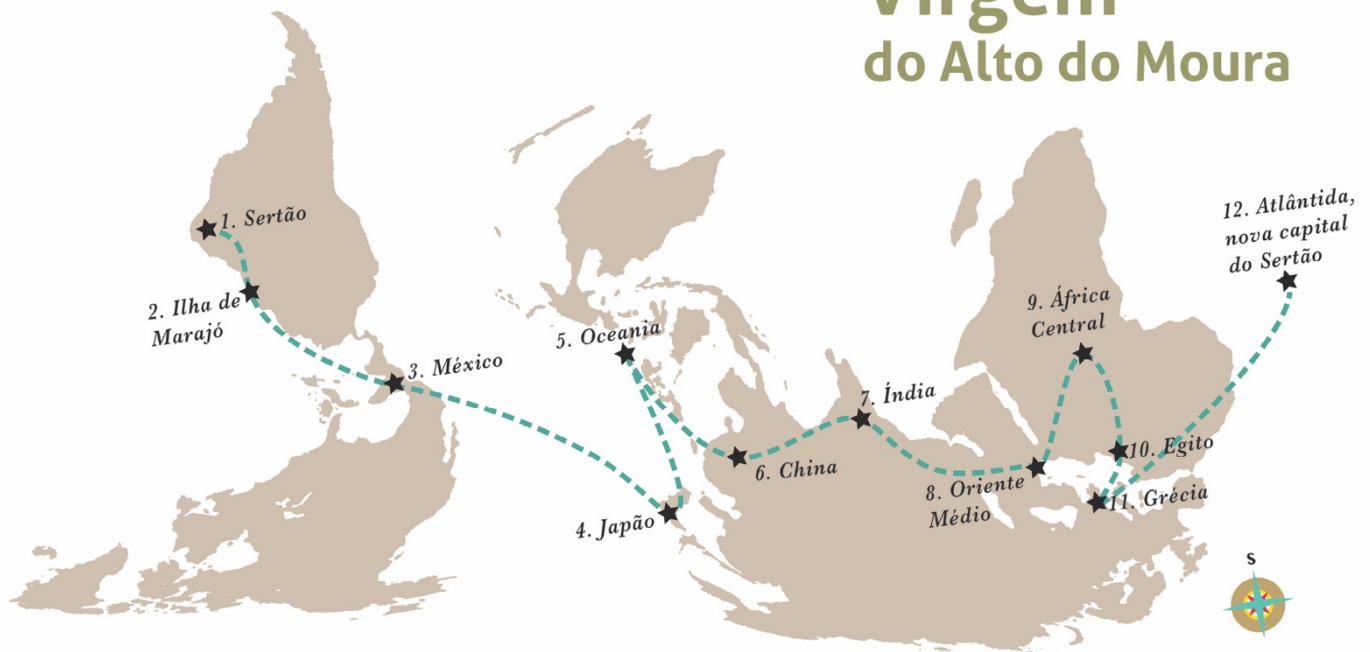 Virgem
do Alto do Moura
1. Sertão
2. Ilha de
Marajó
3. México
4. Japão
5. Oceania
6. China
7. Índia
8. Oriente
Médio
9. África
Central
10. Egito
11. Grécia
12. Atlântida,
nova capital
do Sertão
S